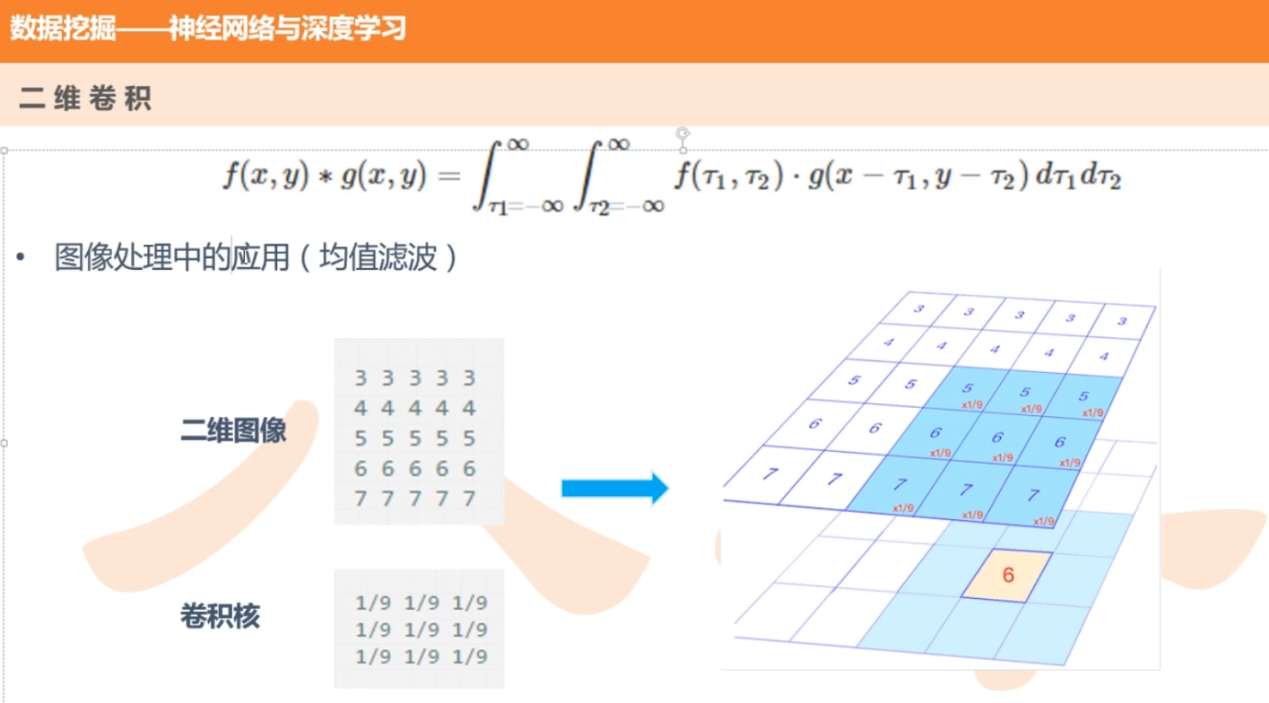 数据挖掘——神经网络与深度学习
二维卷积
f(x,y) * g(x,y) = ∫_{τ1=-∞}^{∞} ∫_{τ2=-∞}^{∞} f(τ₁,τ₂) · g(x − τ₁, y − τ₂) dτ₁dτ₂
• 图像处理中的应用（均值滤波）
二维图像
3 3 3 3 3
4 4 4 4 4
5 5 5 5 5
6 6 6 6 6
7 7 7 7 7
卷积核
1/9 1/9 1/9
1/9 1/9 1/9
1/9 1/9 1/9
3 3 3 3 3
4 4 4 4 4
5 5 5 5 5
x1/9 x1/9 x1/9
6 6 6 6 6
x1/9 x1/9 x1/9
7 7 7 7 7
x1/9 x1/9 x1/9
6